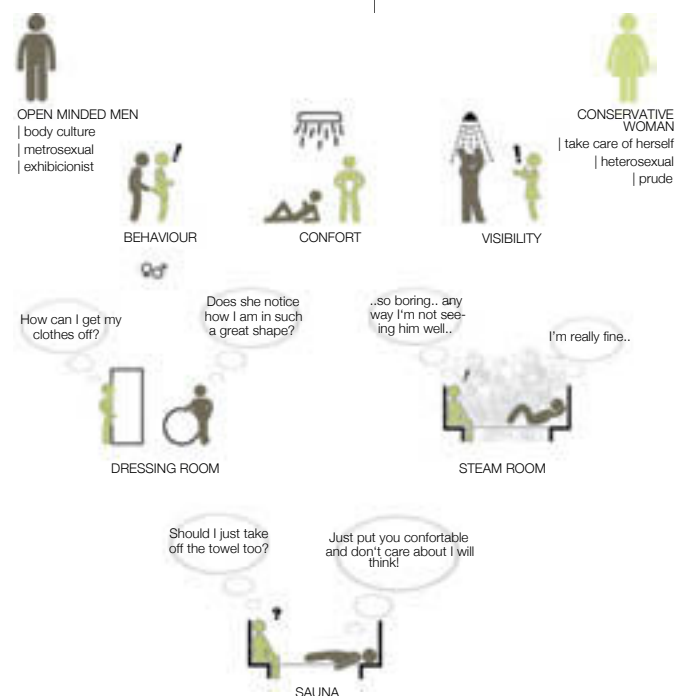 OPEN MINDED MEN
| body culture
| metrosexual
| exhibicionist
CONSERVATIVE
WOMAN
| take care of herself
| heterosexual
| prude
!
!
BEHAVIOUR
CONFORT
VISIBILITY
How can I get my
clothes off?
Does she notice
how I am in such
a great shape?
..so boring.. any
way I'm not see-
ing him well..
I'm really fine..
!
DRESSING ROOM
STEAM ROOM
Should I just take
off the towel too?
Just put you confortable
and don't care about I will
think!
?
SAUNA